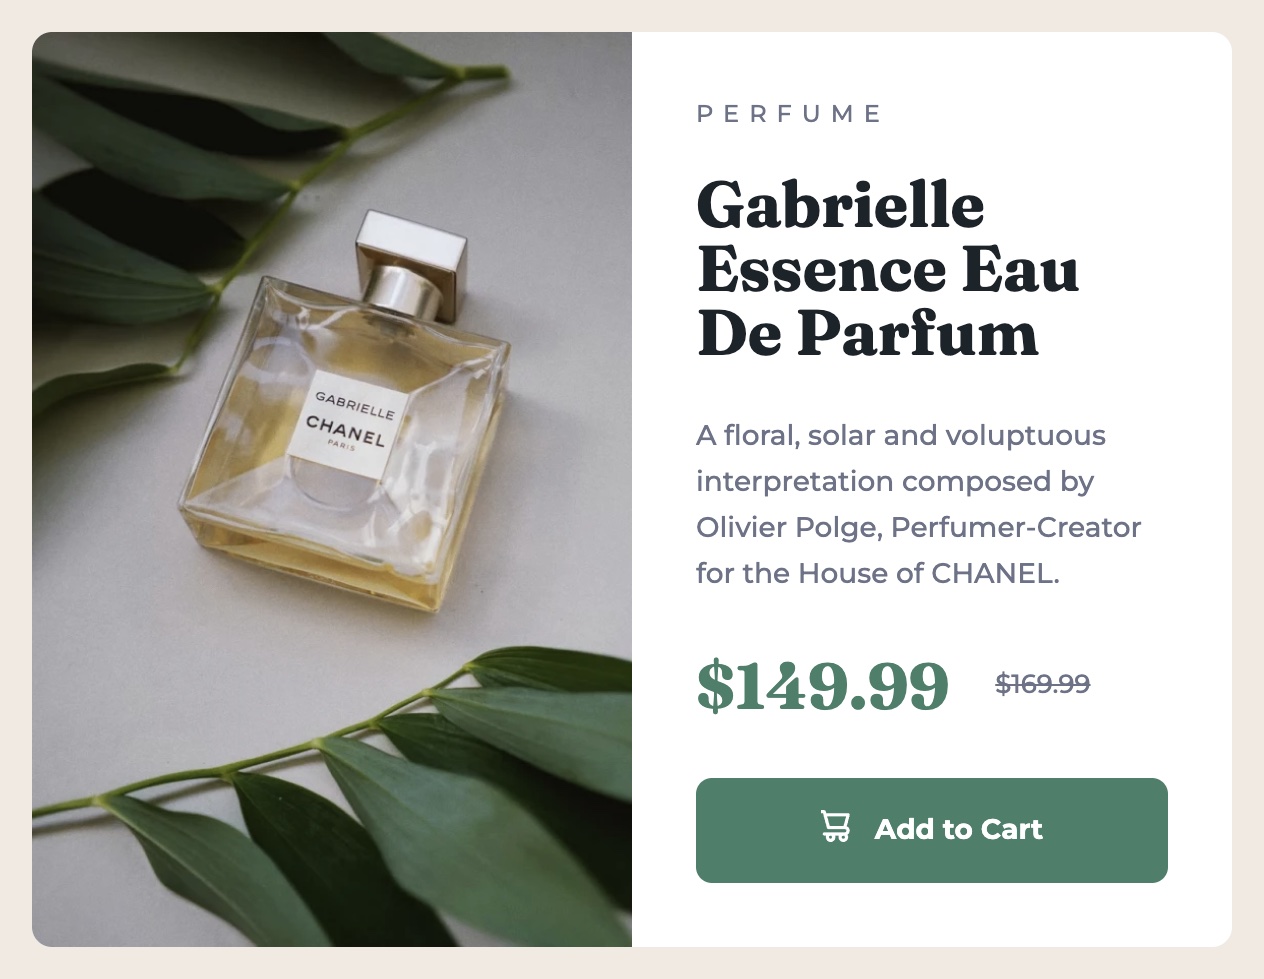 GABRIELLE
CHANEL
PARIS
PERFUME
Gabrielle
Essence Eau
De Parfum
A floral, solar and voluptuous
interpretation composed by
Olivier Polge, Perfumer-Creator
for the House of CHANEL.
$149.99 $169.99
Add to Cart